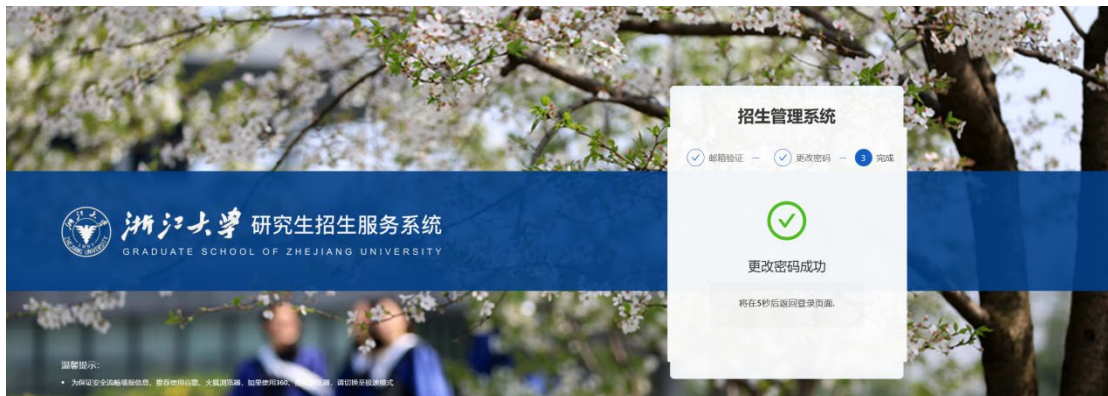 招生管理系统
邮箱验证 — 更改密码 — 3 完成
浙江大学 研究生招生服务系统
GRADUATE SCHOOL OF ZHEJIANG UNIVERSITY
更改密码成功
将在5秒后返回登录页面.
温馨提示:
• 为保证安全流畅填报信息,推荐使用谷歌、火狐浏览器,如果使用360、浏览器,请切换至极速模式